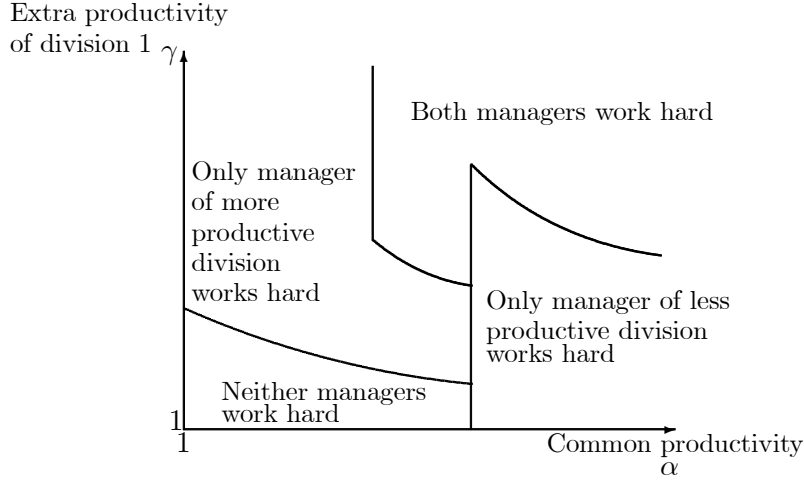 Extra productivity
of division 1 γ
Both managers work hard
Only manager
of more
productive
division
works hard
Only manager of less
productive division
works hard
Neither managers
work hard
1
1
Common productivity
α